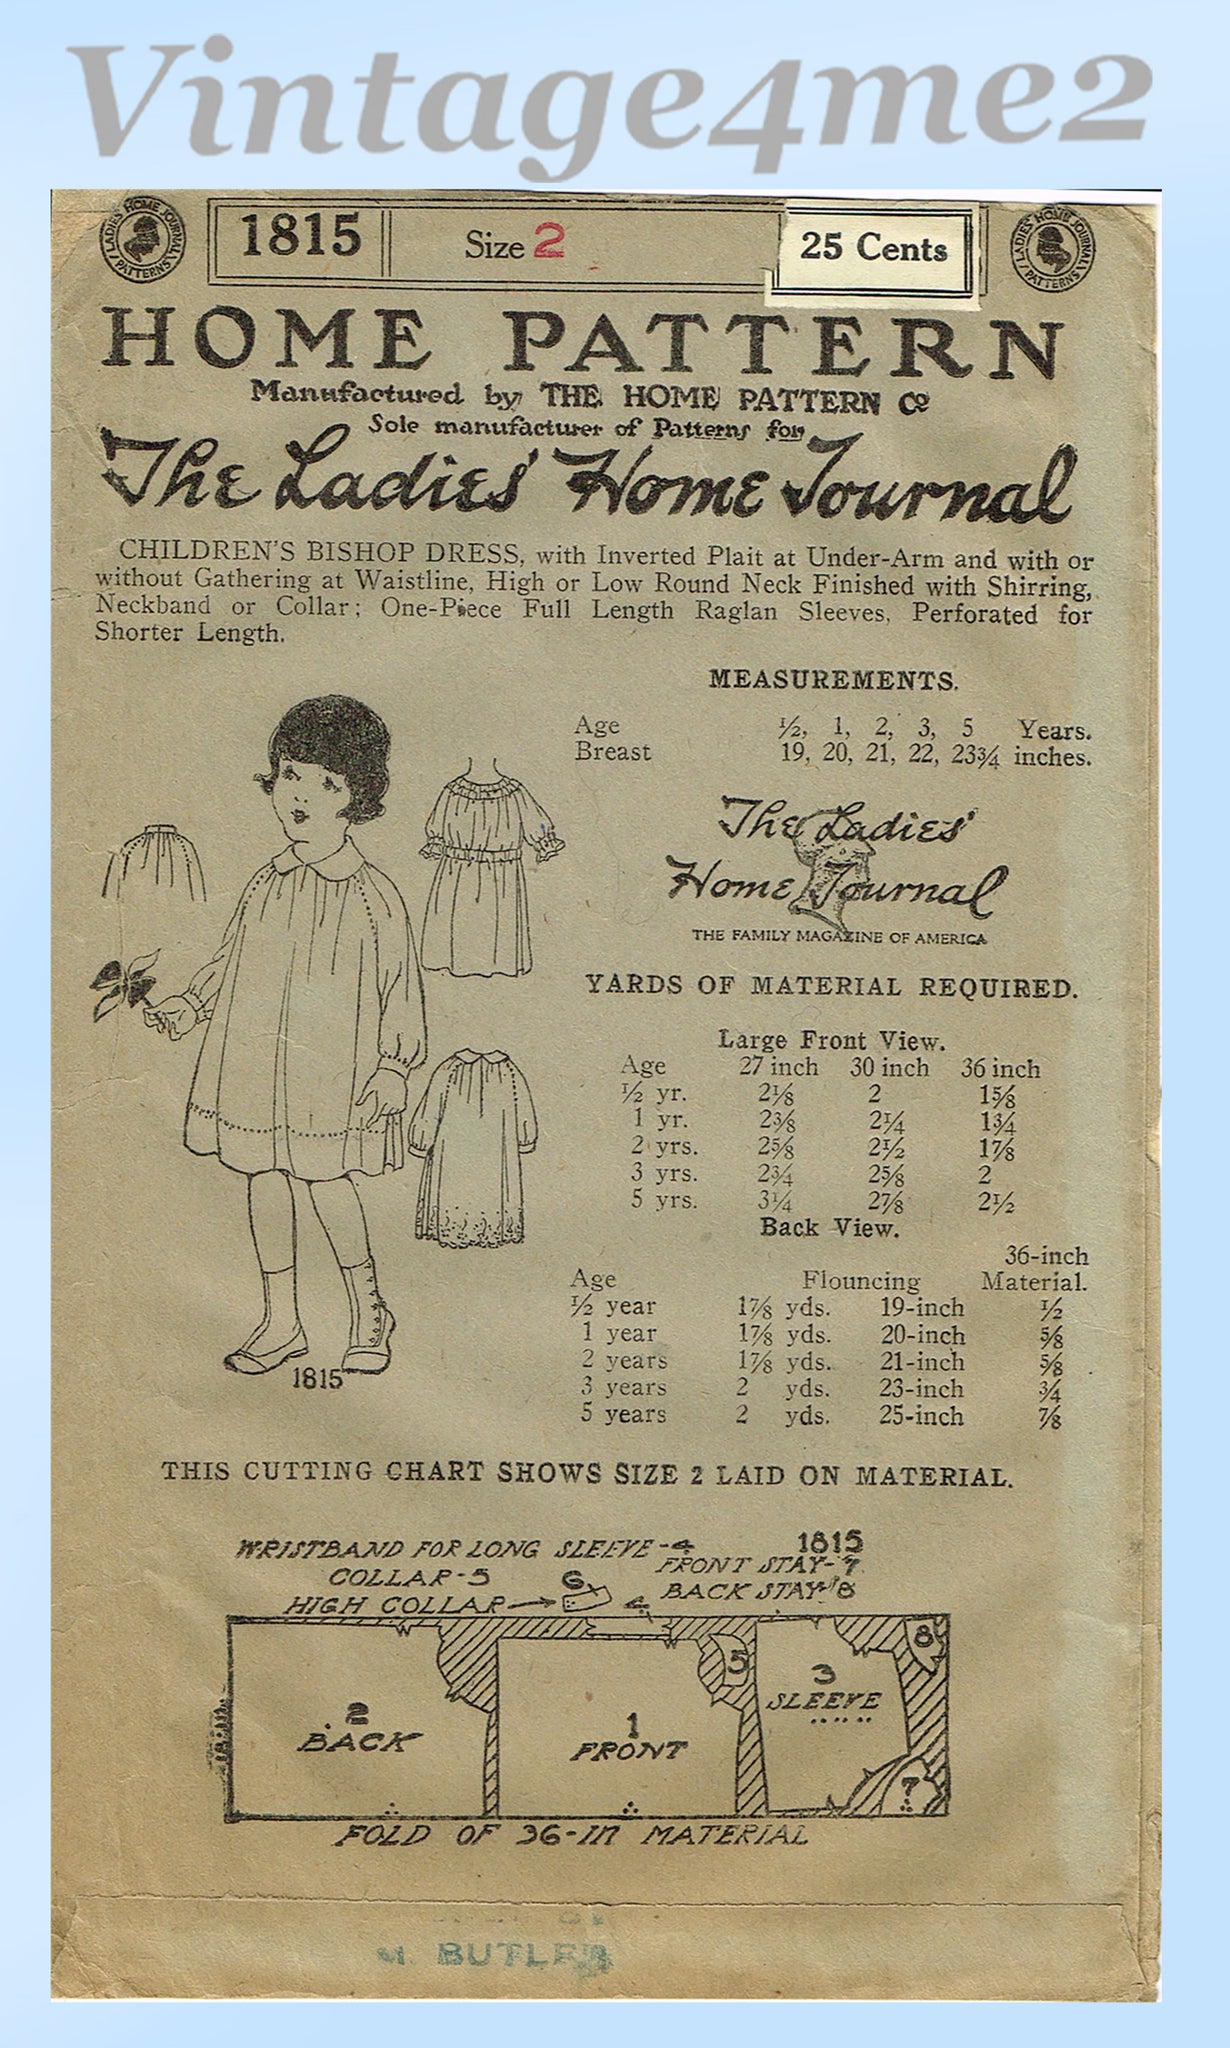 Vintage4me2
LADIES' HOME JOURNAL PATTERNS
1815
Size 2
25 Cents
LADIES' HOME JOURNAL PATTERNS
HOME PATTERN
Manufactured by THE HOME PATTERN Co
Sole manufacturer of Patterns for
The Ladies' Home Journal
CHILDREN'S BISHOP DRESS, with Inverted Plait at Under-Arm and with or
without Gathering at Waistline, High or Low Round Neck Finished with Shirring,
Neckband or Collar; One-Piece Full Length Raglan Sleeves, Perforated for
Shorter Length.
MEASUREMENTS.
Age ½, 1, 2, 3, 5 Years.
Breast 19, 20, 21, 22, 23¾ inches.
The Ladies'
Home Journal
THE FAMILY MAGAZINE OF AMERICA
YARDS OF MATERIAL REQUIRED.
Large Front View.
Age 27 inch 30 inch 36 inch
½ yr. 2⅛ 2 1⅝
1 yr. 2⅜ 2¼ 1¾
2 yrs. 2⅝ 2½ 1⅞
3 yrs. 2¾ 2⅝ 2
5 yrs. 3¼ 2⅞ 2½
Back View.
36-inch
Age Flouncing Material.
½ year 1⅞ yds. 19-inch ½
1 year 1⅞ yds. 20-inch ⅝
2 years 1⅞ yds. 21-inch ⅝
3 years 2 yds. 23-inch ¾
5 years 2 yds. 25-inch ⅞
1815
THIS CUTTING CHART SHOWS SIZE 2 LAID ON MATERIAL.
WRISTBAND FOR LONG SLEEVE-4
1815
FRONT STAY-7
COLLAR-5
6
BACK STAY-8
HIGH COLLAR
4
8
5
3
SLEEVE
2
BACK
1
FRONT
7
FOLD OF 36-IN MATERIAL
BUTLER